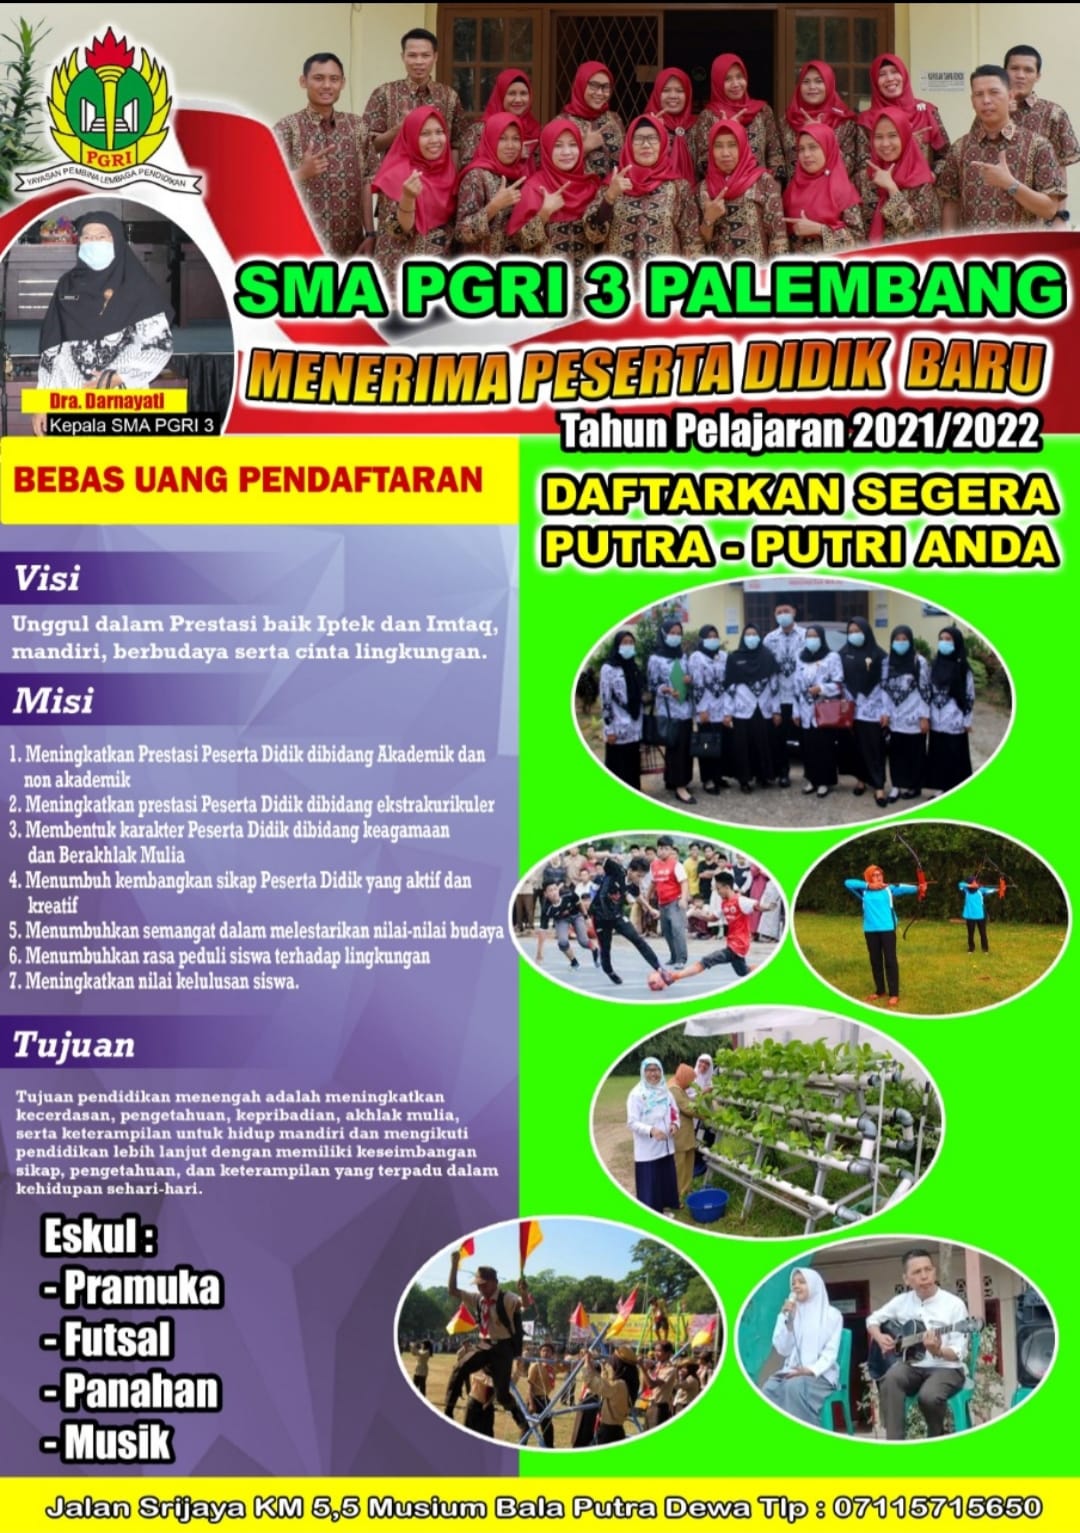 PGRI
YAYASAN PEMBINA LEMBAGA PENDIDIKAN
Dra. Darnayati
Kepala SMA PGRI 3
SMA PGRI 3 PALEMBANG
MENERIMA PESERTA DIDIK BARU
Tahun Pelajaran 2021/2022
BEBAS UANG PENDAFTARAN
DAFTARKAN SEGERA
PUTRA - PUTRI ANDA
Visi
Unggul dalam Prestasi baik Iptek dan Imtaq,
mandiri, berbudaya serta cinta lingkungan.
Misi
1. Meningkatkan Prestasi Peserta Didik dibidang Akademik dan
non akademik
2. Meningkatkan prestasi Peserta Didik dibidang ekstrakurikuler
3. Membentuk karakter Peserta Didik dibidang keagamaan
dan Berakhlak Mulia
4. Menumbuh kembangkan sikap Peserta Didik yang aktif dan
kreatif
5. Menumbuhkan semangat dalam melestarikan nilai-nilai budaya
6. Menumbuhkan rasa peduli siswa terhadap lingkungan
7. Meningkatkan nilai kelulusan siswa.
Tujuan
Tujuan pendidikan menengah adalah meningkatkan
kecerdasan, pengetahuan, kepribadian, akhlak mulia,
serta keterampilan untuk hidup mandiri dan mengikuti
pendidikan lebih lanjut dengan memiliki keseimbangan
sikap, pengetahuan, dan keterampilan yang terpadu dalam
kehidupan sehari-hari.
Eskul :
- Pramuka
- Futsal
- Panahan
- Musik
Jalan Srijaya KM 5,5 Musium Bala Putra Dewa Tlp : 07115715650